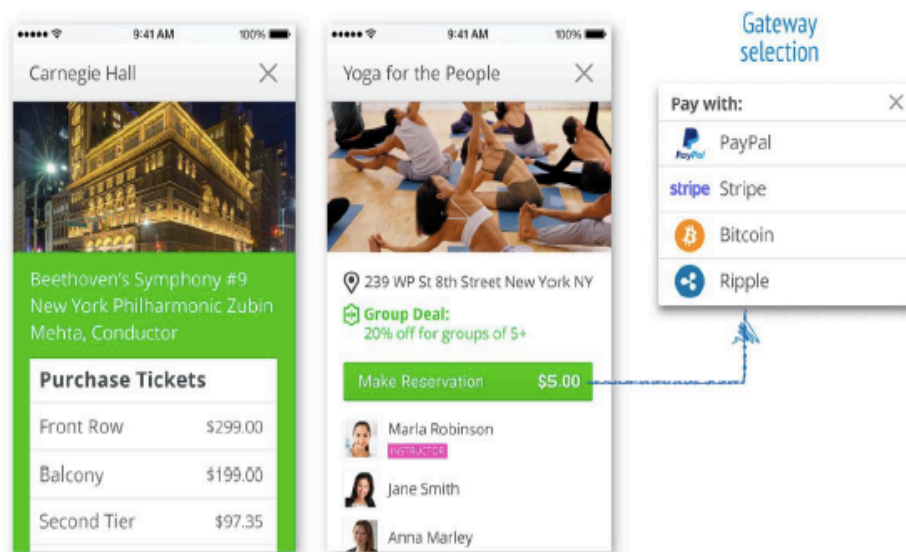 9:41 AM
100%
Carnegie Hall
Beethoven's Symphony #9
New York Philharmonic Zubin
Mehta, Conductor
Purchase Tickets
Front Row $299.00
Balcony $199.00
Second Tier $97.35
9:41 AM
100%
Yoga for the People
239 WP St 8th Street New York NY
Group Deal:
20% off for groups of 5+
Make Reservation $5.00
Marla Robinson
INSTRUCTOR
Jane Smith
Anna Marley
Gateway
selection
Pay with:
PayPal PayPal
stripe Stripe
Bitcoin
Ripple